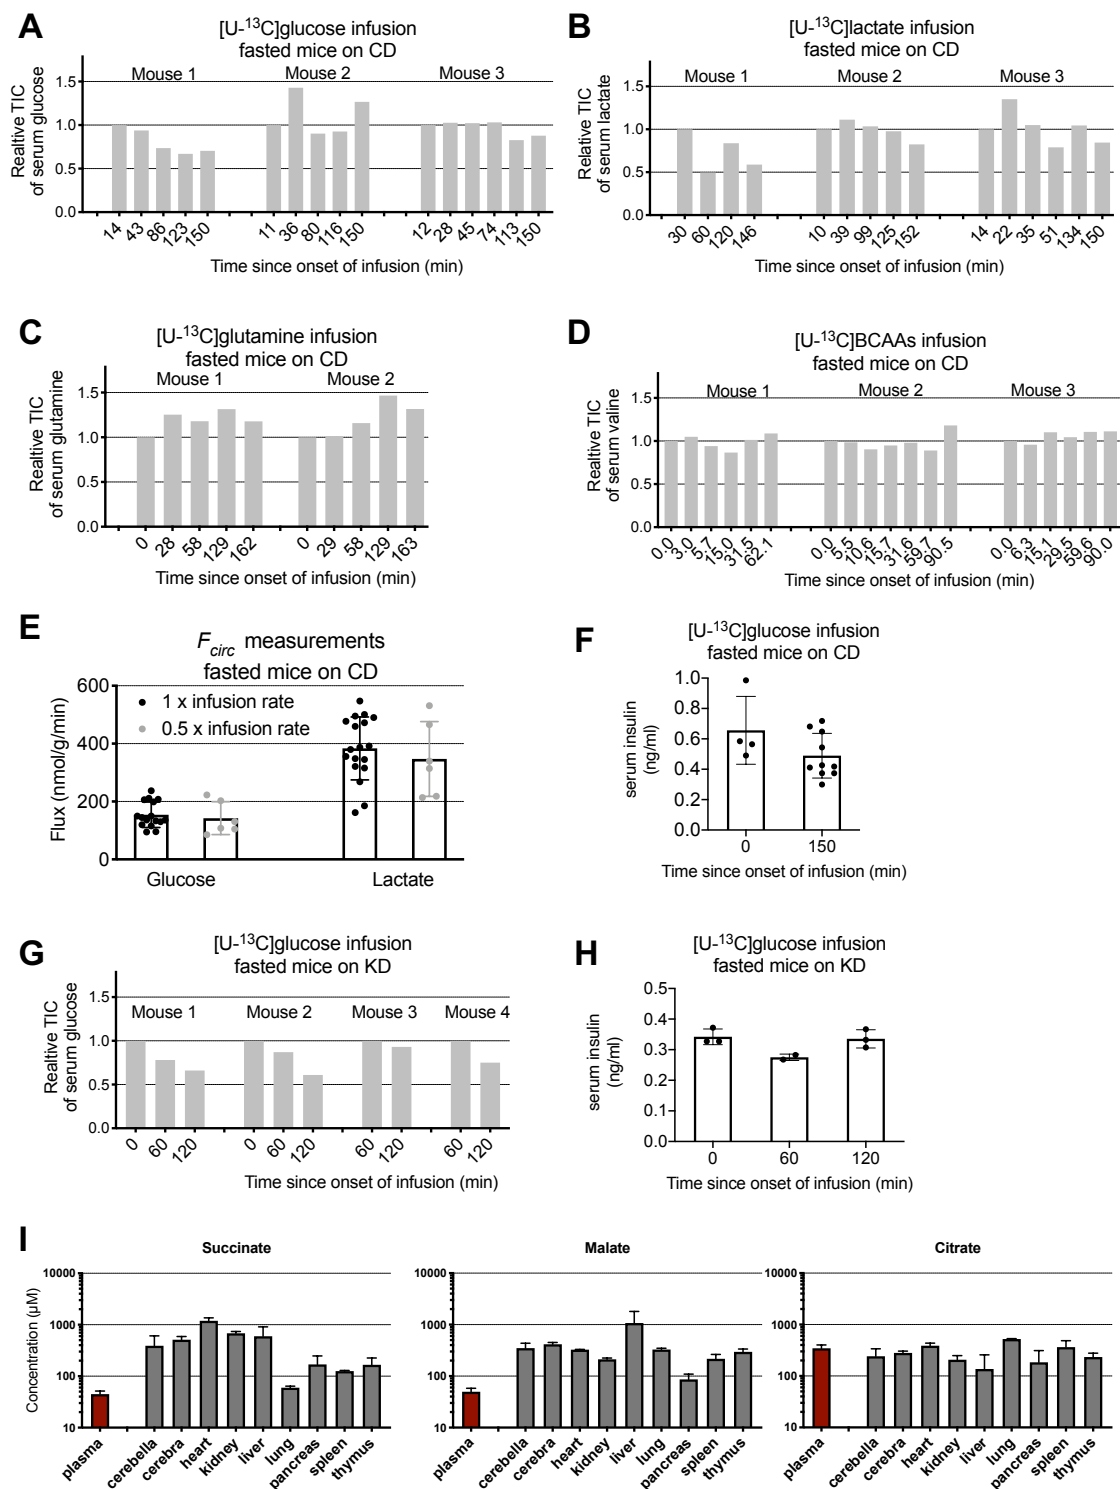 A
[U-¹³C]glucose infusion
fasted mice on CD
Mouse 1
Mouse 2
Mouse 3
Realtive TIC
of serum glucose
1.5
1.0
0.5
0.0
14 43 86 123 150 11 36 80 116 150 12 28 45 74 113 150
Time since onset of infusion (min)
B
[U-¹³C]lactate infusion
fasted mice on CD
Mouse 1
Mouse 2
Mouse 3
Relative TIC
of serum lactate
1.5
1.0
0.5
0.0
30 60 120 146 10 39 99 125 152 14 22 35 51 134 150
Time since onset of infusion (min)
C
[U-¹³C]glutamine infusion
fasted mice on CD
Mouse 1
Mouse 2
Realtive TIC
of serum glutamine
1.5
1.0
0.5
0.0
0 28 58 129 162 0 29 58 129 163
Time since onset of infusion (min)
D
[U-¹³C]BCAAs infusion
fasted mice on CD
Mouse 1
Mouse 2
Mouse 3
Relative TIC
of serum valine
1.5
1.0
0.5
0.0
0.0 3.0 5.7 15.0 31.5 62.1 0.0 5.5 10.6 15.7 31.6 59.7 90.5 0.0 6.3 15.1 29.5 59.6 90.0
Time since onset of infusion (min)
E
F circ measurements
fasted mice on CD
1 x infusion rate
0.5 x infusion rate
Flux (nmol/g/min)
600
400
200
0
Glucose
Lactate
F
[U-¹³C]glucose infusion
fasted mice on CD
serum insulin
(ng/ml)
1.0
0.8
0.6
0.4
0.2
0.0
0 150
Time since onset of infusion (min)
G
[U-¹³C]glucose infusion
fasted mice on KD
Mouse 1
Mouse 2
Mouse 3
Mouse 4
Realtive TIC
of serum glucose
1.5
1.0
0.5
0.0
0 60 120 0 60 120 60 120 60 120
Time since onset of infusion (min)
H
[U-¹³C]glucose infusion
fasted mice on KD
serum insulin
(ng/ml)
0.5
0.4
0.3
0.2
0.1
0.0
0 60 120
Time since onset of infusion (min)
I
Succinate
Concentration (µM)
10000
1000
100
10
plasma cerebella cerebra heart kidney liver lung pancreas spleen thymus
Malate
10000
1000
100
10
plasma cerebella cerebra heart kidney liver lung pancreas spleen thymus
Citrate
10000
1000
100
10
plasma cerebella cerebra heart kidney liver lung pancreas spleen thymus